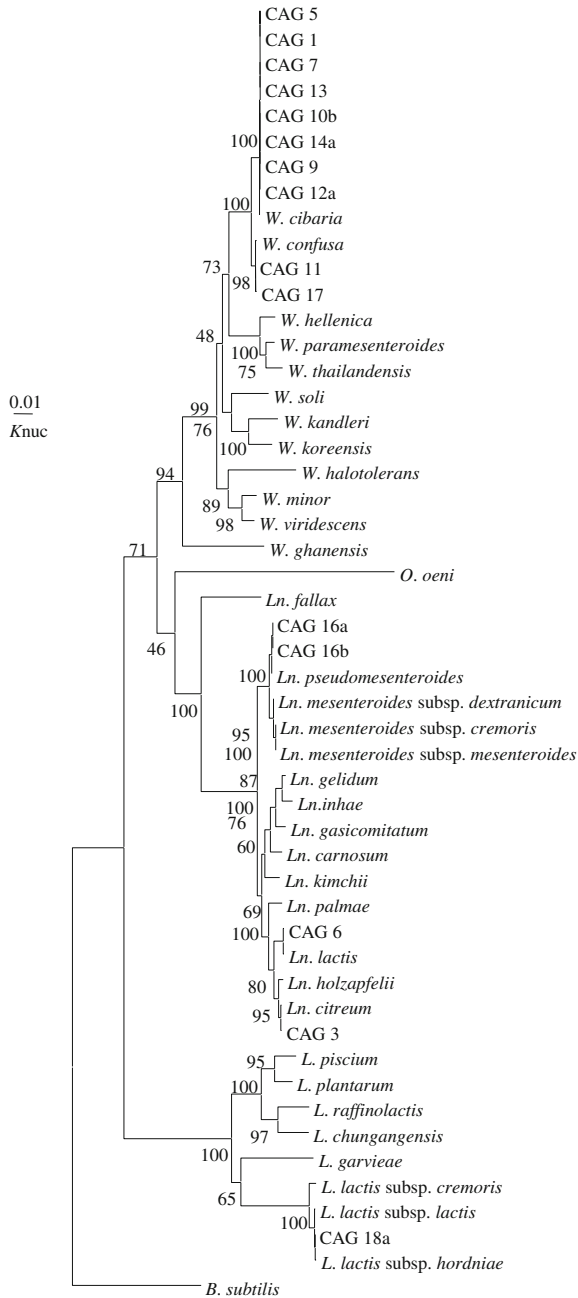 CAG 5
CAG 1
CAG 7
CAG 13
CAG 10b
100
CAG 14a
CAG 9
CAG 12a
100
W. cibaria
W. confusa
73
CAG 11
98
CAG 17
W. hellenica
48
W. paramesenteroides
100
75
W. thailandensis
W. soli
0.01
99
W. kandleri
Knuc
76
100
W. koreensis
94
W. halotolerans
89
W. minor
98
W. viridescens
71
W. ghanensis
O. oeni
Ln. fallax
CAG 16a
46
CAG 16b
100
Ln. pseudomesenteroides
100
Ln. mesenteroides subsp. dextranicum
95
Ln. mesenteroides subsp. cremoris
100
Ln. mesenteroides subsp. mesenteroides
87
Ln. gelidum
100
Ln.inhae
76
Ln. gasicomitatum
60
Ln. carnosum
Ln. kimchii
69
Ln. palmae
100
CAG 6
Ln. lactis
80
Ln. holzapfelii
95
Ln. citreum
CAG 3
95
L. piscium
100
L. plantarum
L. raffinolactis
97
L. chungangensis
100
L. garvieae
65
L. lactis subsp. cremoris
100
L. lactis subsp. lactis
CAG 18a
L. lactis subsp. hordniae
B. subtilis